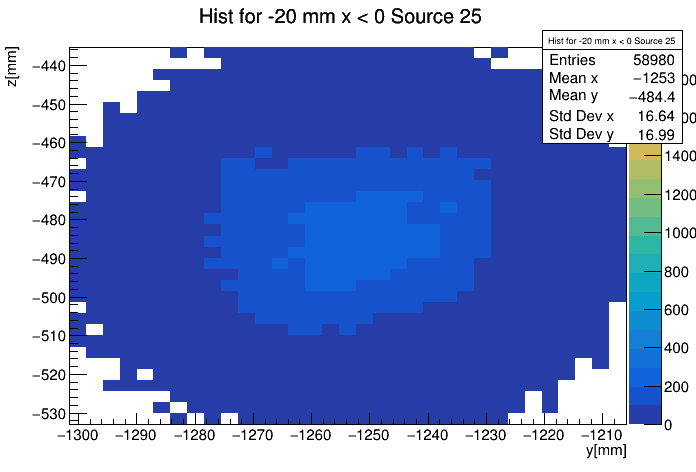 Hist for -20 mm x < 0 Source 25
Hist for -20 mm x < 0 Source 25
Entries 58980
Mean x −1253
Mean y −484.4
Std Dev x 16.64
Std Dev y 16.99
z[mm]
−440
−450
−460
−470
−480
−490
−500
−510
−520
−530
−1300 −1290 −1280 −1270 −1260 −1250 −1240 −1230 −1220 −1210
y[mm]
1400
1200
1000
800
600
400
200
0